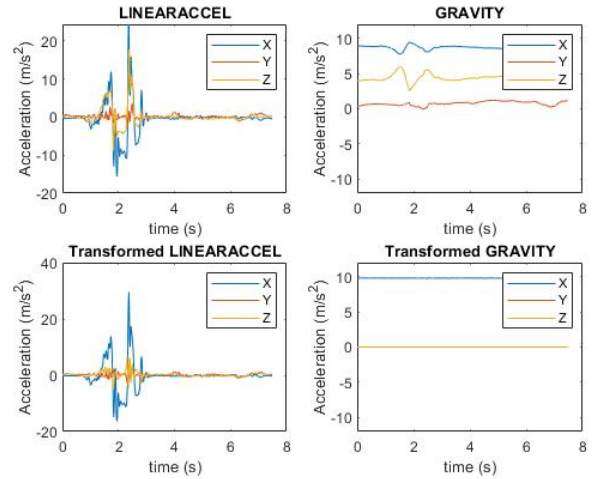 LINEARACCEL
Acceleration (m/s²)
20
10
0
-10
-20
0 2 4 6 8
time (s)
X
Y
Z
GRAVITY
Acceleration (m/s²)
10
5
0
-5
-10
0 2 4 6 8
time (s)
X
Y
Z
Transformed LINEARACCEL
Acceleration (m/s²)
40
20
0
-20
0 2 4 6 8
time (s)
X
Y
Z
Transformed GRAVITY
Acceleration (m/s²)
10
5
0
-5
-10
0 2 4 6 8
time (s)
X
Y
Z